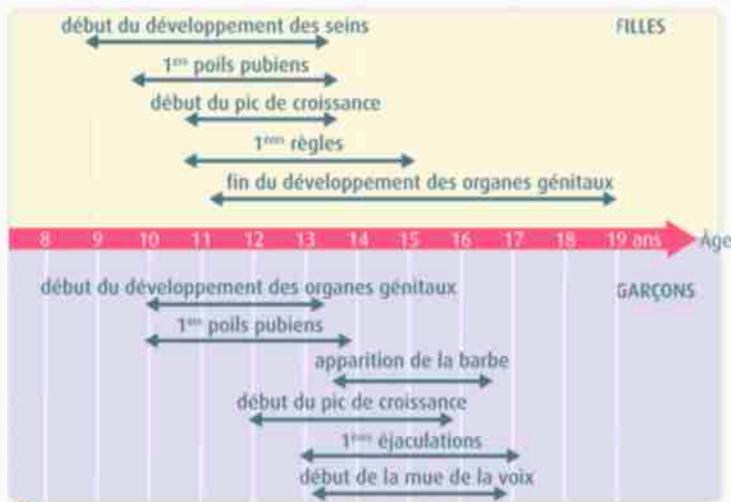 début du développement des seins FILLES
1ers poils pubiens
début du pic de croissance
1ères règles
fin du développement des organes génitaux
8 9 10 11 12 13 14 15 16 17 18 19 ans Âge
début du développement des organes génitaux GARÇONS
1ers poils pubiens
apparition de la barbe
début du pic de croissance
1ères éjaculations
début de la mue de la voix